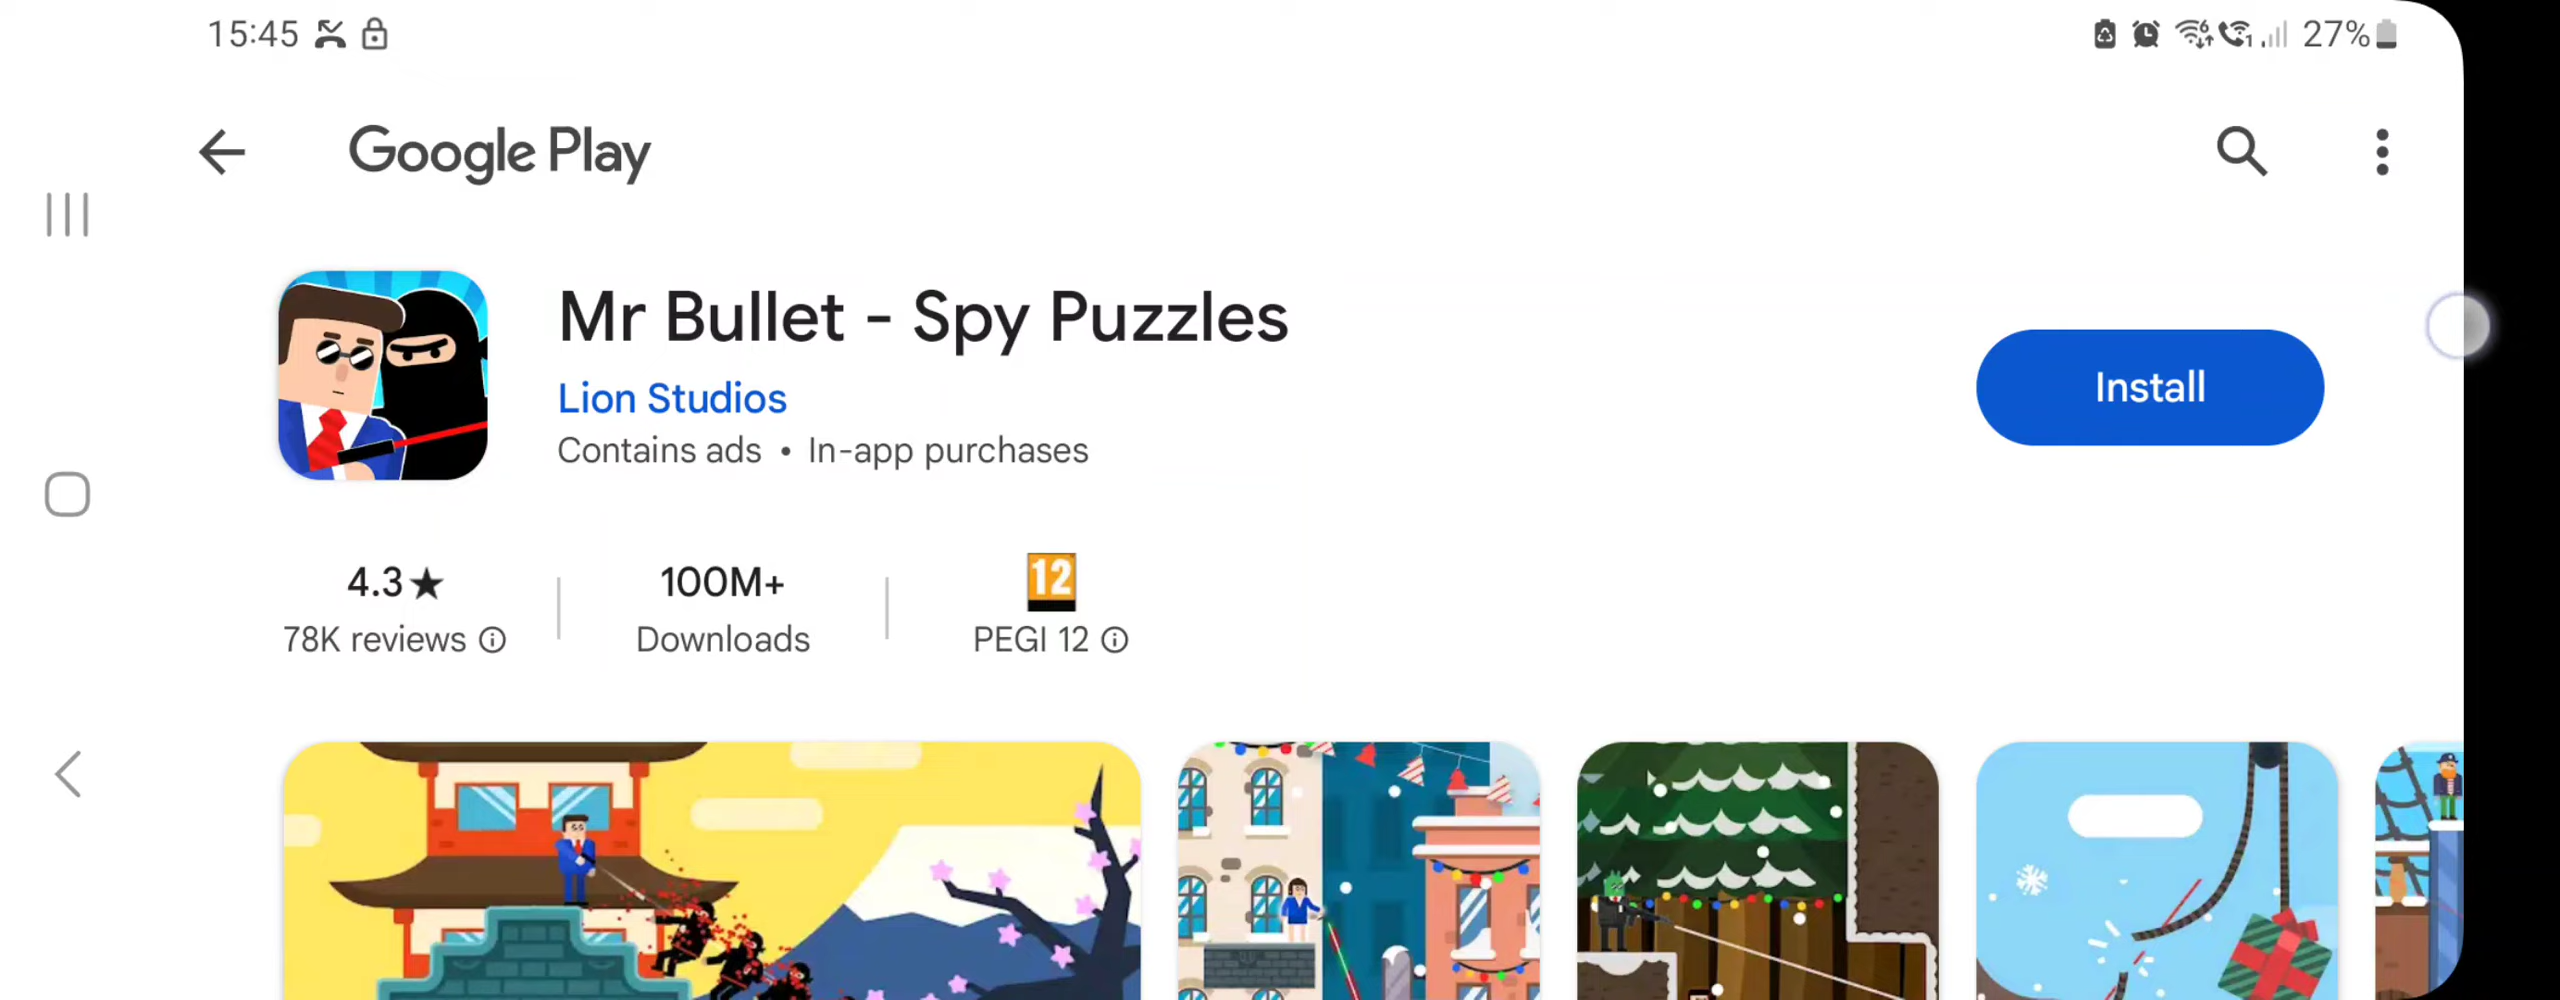 15:45
27%
Google Play
Mr Bullet - Spy Puzzles
Lion Studios
Contains ads • In-app purchases
Install
4.3★
78K reviews
100M+
Downloads
12
PEGI 12